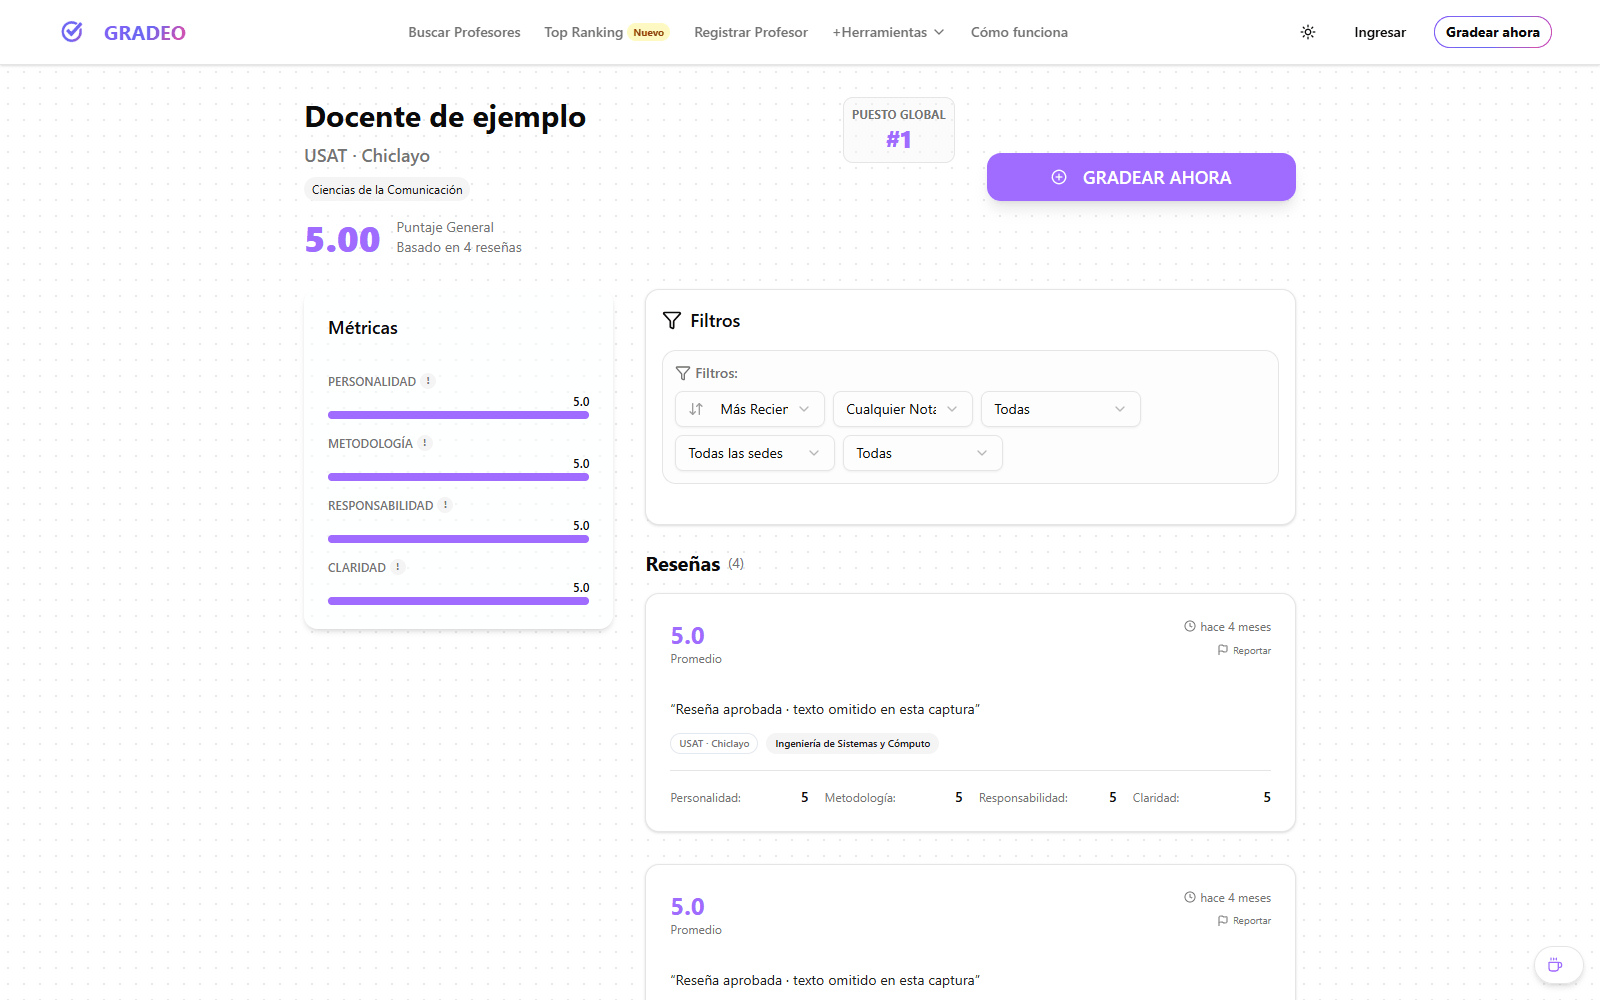 GRADEO
Buscar Profesores
Top Ranking Nuevo
Registrar Profesor
+Herramientas
Cómo funciona
Ingresar
Gradear ahora
Docente de ejemplo
USAT · Chiclayo
Ciencias de la Comunicación
5.00
Puntaje General
Basado en 4 reseñas
PUESTO GLOBAL
#1
GRADEAR AHORA
Métricas
PERSONALIDAD !
5.0
METODOLOGÍA !
5.0
RESPONSABILIDAD !
5.0
CLARIDAD !
5.0
Filtros
Filtros:
Más Recien
Cualquier Nota
Todas
Todas las sedes
Todas
Reseñas (4)
5.0
Promedio
hace 4 meses
Reportar
“Reseña aprobada · texto omitido en esta captura”
USAT · Chiclayo
Ingeniería de Sistemas y Cómputo
Personalidad: 5 Metodología: 5 Responsabilidad: 5 Claridad: 5
5.0
Promedio
hace 4 meses
Reportar
“Reseña aprobada · texto omitido en esta captura”